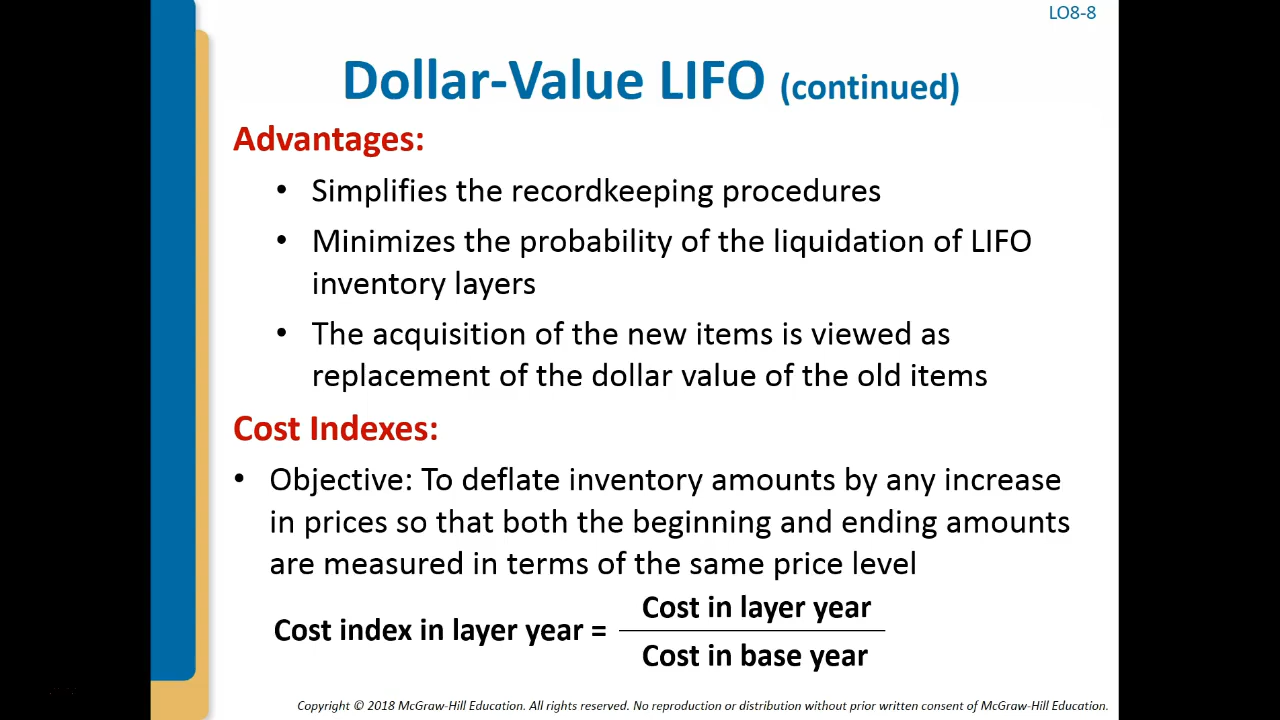 LO8-8
Dollar-Value LIFO (continued)
Advantages:
• Simplifies the recordkeeping procedures
• Minimizes the probability of the liquidation of LIFO
inventory layers
• The acquisition of the new items is viewed as
replacement of the dollar value of the old items
Cost Indexes:
• Objective: To deflate inventory amounts by any increase
in prices so that both the beginning and ending amounts
are measured in terms of the same price level
Cost index in layer year =
Cost in layer year
Cost in base year
Copyright © 2018 McGraw-Hill Education. All rights reserved. No reproduction or distribution without prior written consent of McGraw-Hill Education.